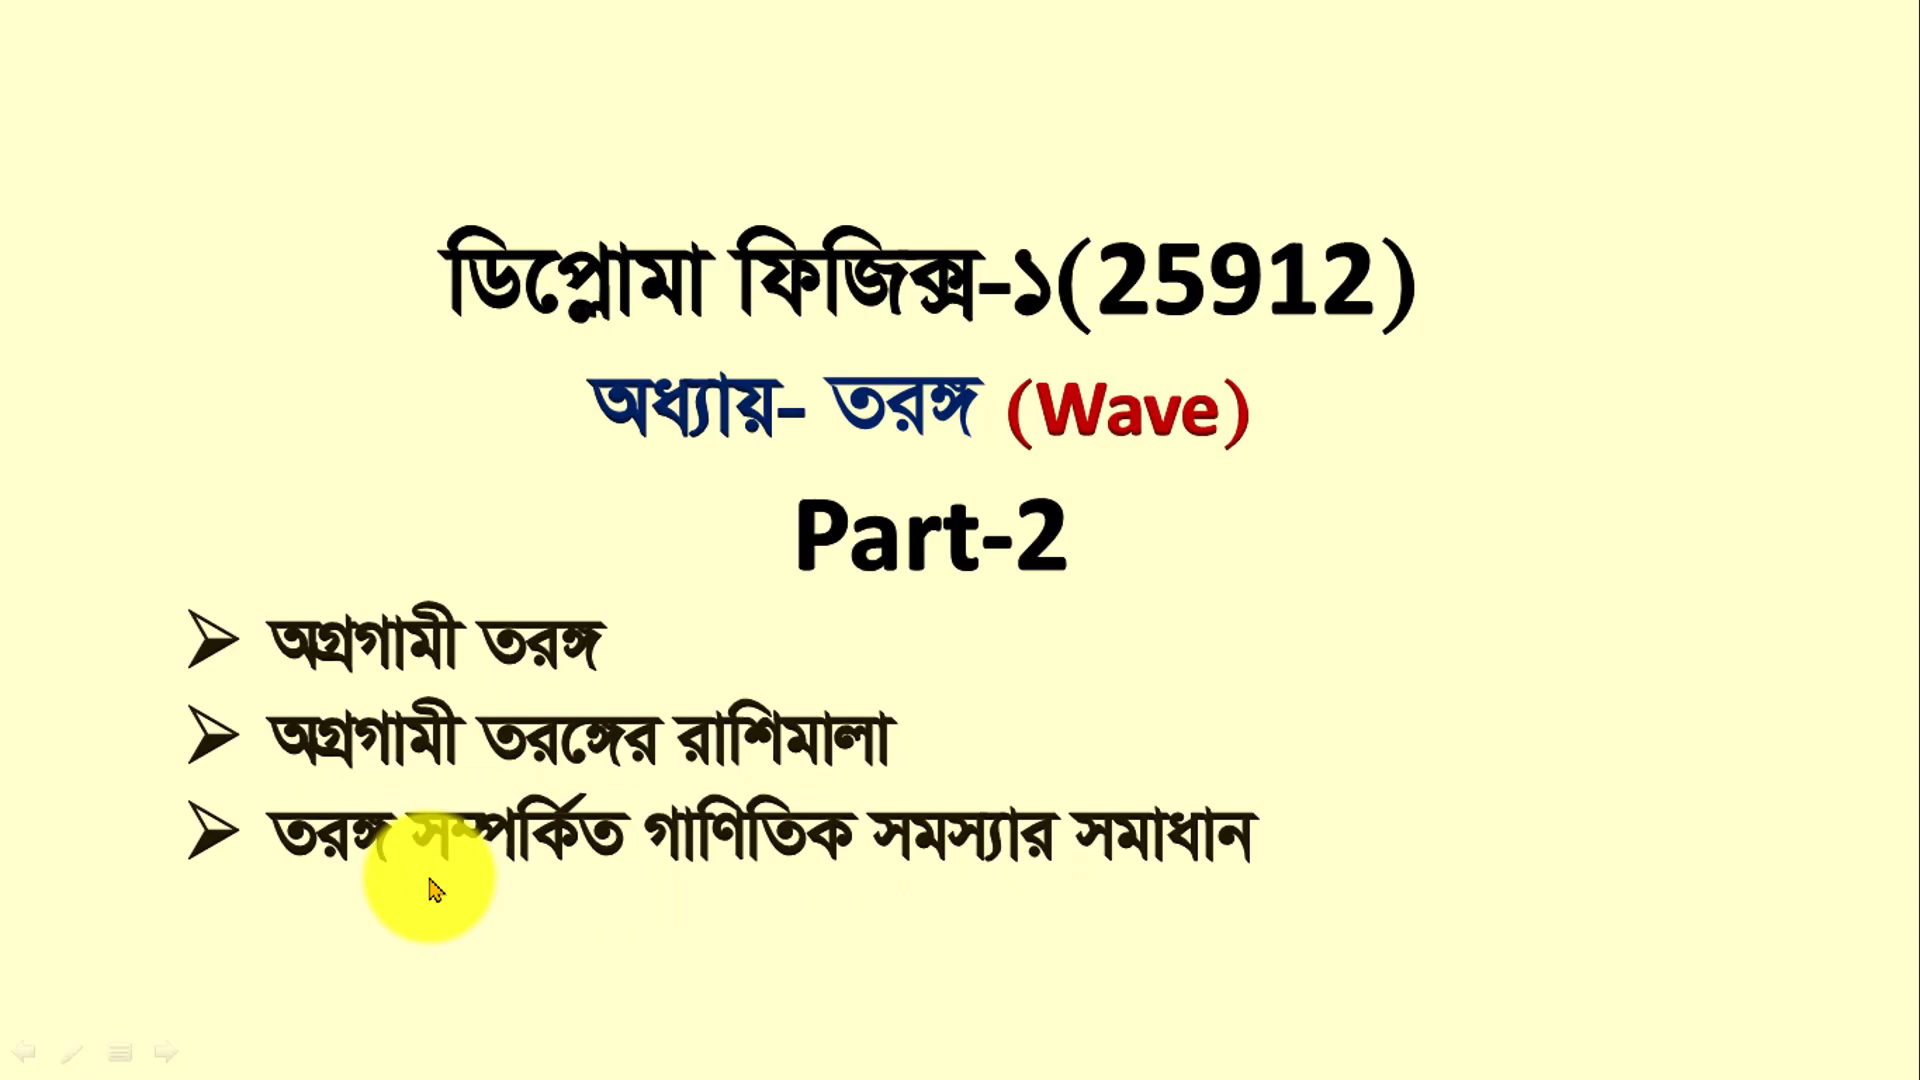 ডিপ্লোমা ফিজিক্স-১(25912)
অধ্যায়- তরঙ্গ (Wave)
Part-2
অগ্রগামী তরঙ্গ
অগ্রগামী তরঙ্গের রাশিমালা
তরঙ্গ সম্পর্কিত গাণিতিক সমস্যার সমাধান